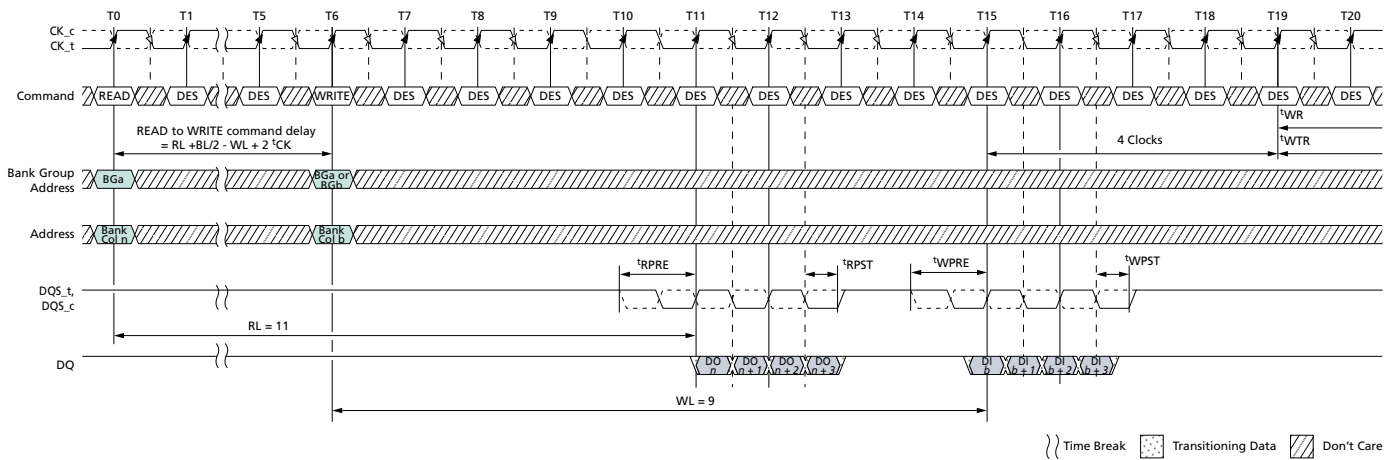 T0 T1 T5 T6 T7 T8 T9 T10 T11 T12 T13 T14 T15 T16 T17 T18 T19 T20
CK_c
CK_t
Command READ DES DES WRITE DES DES DES DES DES DES DES DES DES DES DES DES DES DES
tWR
READ to WRITE command delay
= RL +BL/2 - WL + 2 tCK
4 Clocks
tWTR
Bank Group
Address
BGa
BGa or
BGb
Address
Bank
Col n
Bank
Col b
tRPRE tRPST tWPRE tWPST
DQS_t,
DQS_c
RL = 11
DQ
DO
n
DO
n + 1
DO
n + 2
DO
n + 3
DI
b
DI
b + 1
DI
b + 2
DI
b + 3
WL = 9
Time Break Transitioning Data Don't Care